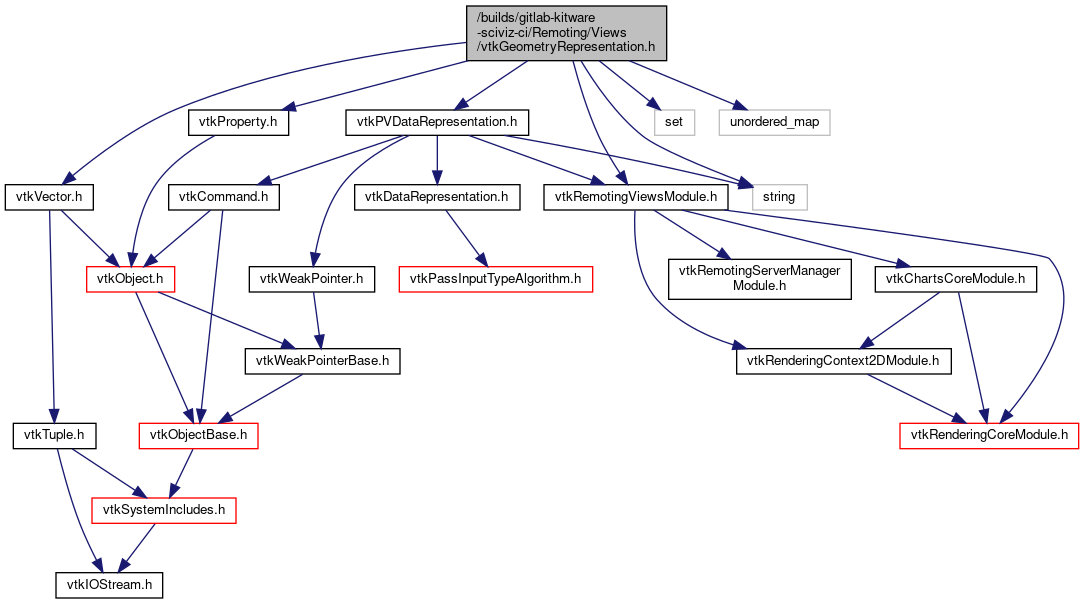 /builds/gitlab-kitware
-sciviz-ci/Remoting/Views
/vtkGeometryRepresentation.h
vtkProperty.h
vtkPVDataRepresentation.h
set
unordered_map
vtkVector.h
vtkCommand.h
vtkDataRepresentation.h
vtkRemotingViewsModule.h
string
vtkObject.h
vtkWeakPointer.h
vtkPassInputTypeAlgorithm.h
vtkRemotingServerManager
Module.h
vtkChartsCoreModule.h
vtkWeakPointerBase.h
vtkRenderingContext2DModule.h
vtkTuple.h
vtkObjectBase.h
vtkRenderingCoreModule.h
vtkSystemIncludes.h
vtkIOStream.h